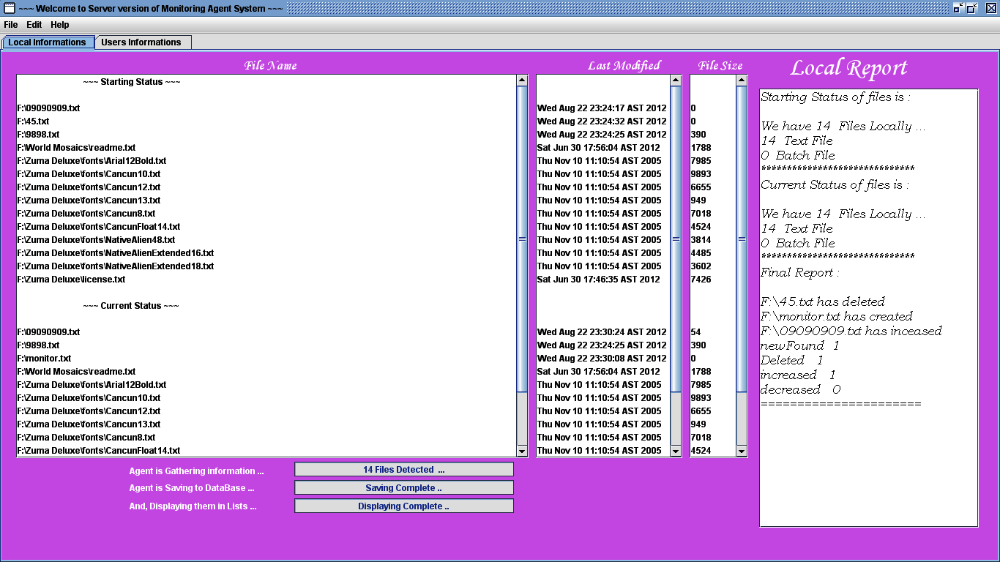 ~~~ Welcome to Server version of Monitoring Agent System ~~~
File Edit Help
Local Informations Users Informations
File Name Last Modified File Size Local Report
~~~ Starting Status ~~~
F:\09090909.txt Wed Aug 22 23:24:17 AST 2012 0
F:\45.txt Wed Aug 22 23:24:32 AST 2012 0
F:\9898.txt Wed Aug 22 23:24:25 AST 2012 390
F:\World Mosaics\readme.txt Sat Jun 30 17:56:04 AST 2012 1788
F:\Zuma Deluxe\fonts\Arial12Bold.txt Thu Nov 10 11:10:54 AST 2005 7985
F:\Zuma Deluxe\fonts\Cancun10.txt Thu Nov 10 11:10:54 AST 2005 9893
F:\Zuma Deluxe\fonts\Cancun12.txt Thu Nov 10 11:10:54 AST 2005 6655
F:\Zuma Deluxe\fonts\Cancun13.txt Thu Nov 10 11:10:54 AST 2005 949
F:\Zuma Deluxe\fonts\Cancun8.txt Thu Nov 10 11:10:54 AST 2005 7018
F:\Zuma Deluxe\fonts\CancunFloat14.txt Thu Nov 10 11:10:54 AST 2005 4524
F:\Zuma Deluxe\fonts\NativeAlien48.txt Thu Nov 10 11:10:54 AST 2005 3814
F:\Zuma Deluxe\fonts\NativeAlienExtended16.txt Thu Nov 10 11:10:54 AST 2005 4485
F:\Zuma Deluxe\fonts\NativeAlienExtended18.txt Thu Nov 10 11:10:54 AST 2005 3602
F:\Zuma Deluxe\license.txt Sat Jun 30 17:46:35 AST 2012 7426
~~~ Current Status ~~~
F:\09090909.txt Wed Aug 22 23:30:24 AST 2012 54
F:\9898.txt Wed Aug 22 23:24:25 AST 2012 390
F:\monitor.txt Wed Aug 22 23:30:08 AST 2012 0
F:\World Mosaics\readme.txt Sat Jun 30 17:56:04 AST 2012 1788
F:\Zuma Deluxe\fonts\Arial12Bold.txt Thu Nov 10 11:10:54 AST 2005 7985
F:\Zuma Deluxe\fonts\Cancun10.txt Thu Nov 10 11:10:54 AST 2005 9893
F:\Zuma Deluxe\fonts\Cancun12.txt Thu Nov 10 11:10:54 AST 2005 6655
F:\Zuma Deluxe\fonts\Cancun13.txt Thu Nov 10 11:10:54 AST 2005 949
F:\Zuma Deluxe\fonts\Cancun8.txt Thu Nov 10 11:10:54 AST 2005 7018
F:\Zuma Deluxe\fonts\CancunFloat14.txt Thu Nov 10 11:10:54 AST 2005 4524
Starting Status of files is :
We have 14 Files Locally ...
14 Text File
0 Batch File
******************************
Current Status of files is :
We have 14 Files Locally ...
14 Text File
0 Batch File
******************************
Final Report :
F:\45.txt has deleted
F:\monitor.txt has created
F:\09090909.txt has inceased
newFound 1
Deleted 1
increased 1
decreased 0
======================
Agent is Gathering information ... 14 Files Detected ...
Agent is Saving to DataBase ... Saving Complete ..
And, Displaying them in Lists ... Displaying Complete ..